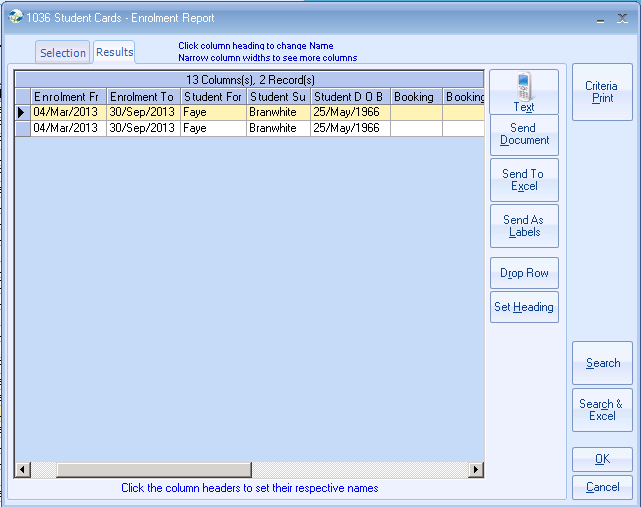 1036 Student Cards - Enrolment Report
Selection
Results
Click column heading to change Name
Narrow column widths to see more columns
13 Columns(s), 2 Record(s)
Enrolment Fr Enrolment To Student For Student Su Student D O B Booking Booking
04/Mar/2013 30/Sep/2013 Faye Branwhite 25/May/1966
04/Mar/2013 30/Sep/2013 Faye Branwhite 25/May/1966
Click the column headers to set their respective names
Text
Send
Document
Send To
Excel
Send As
Labels
Drop Row
Set Heading
Criteria
Print
Search
Search &
Excel
OK
Cancel